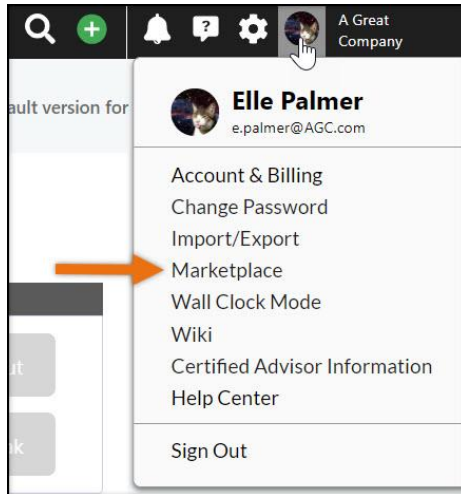 A Great
Company
ault version for
Elle Palmer
e.palmer@AGC.com
Account & Billing
Change Password
Import/Export
Marketplace
Wall Clock Mode
Wiki
Certified Advisor Information
Help Center
Sign Out
ut
k
?